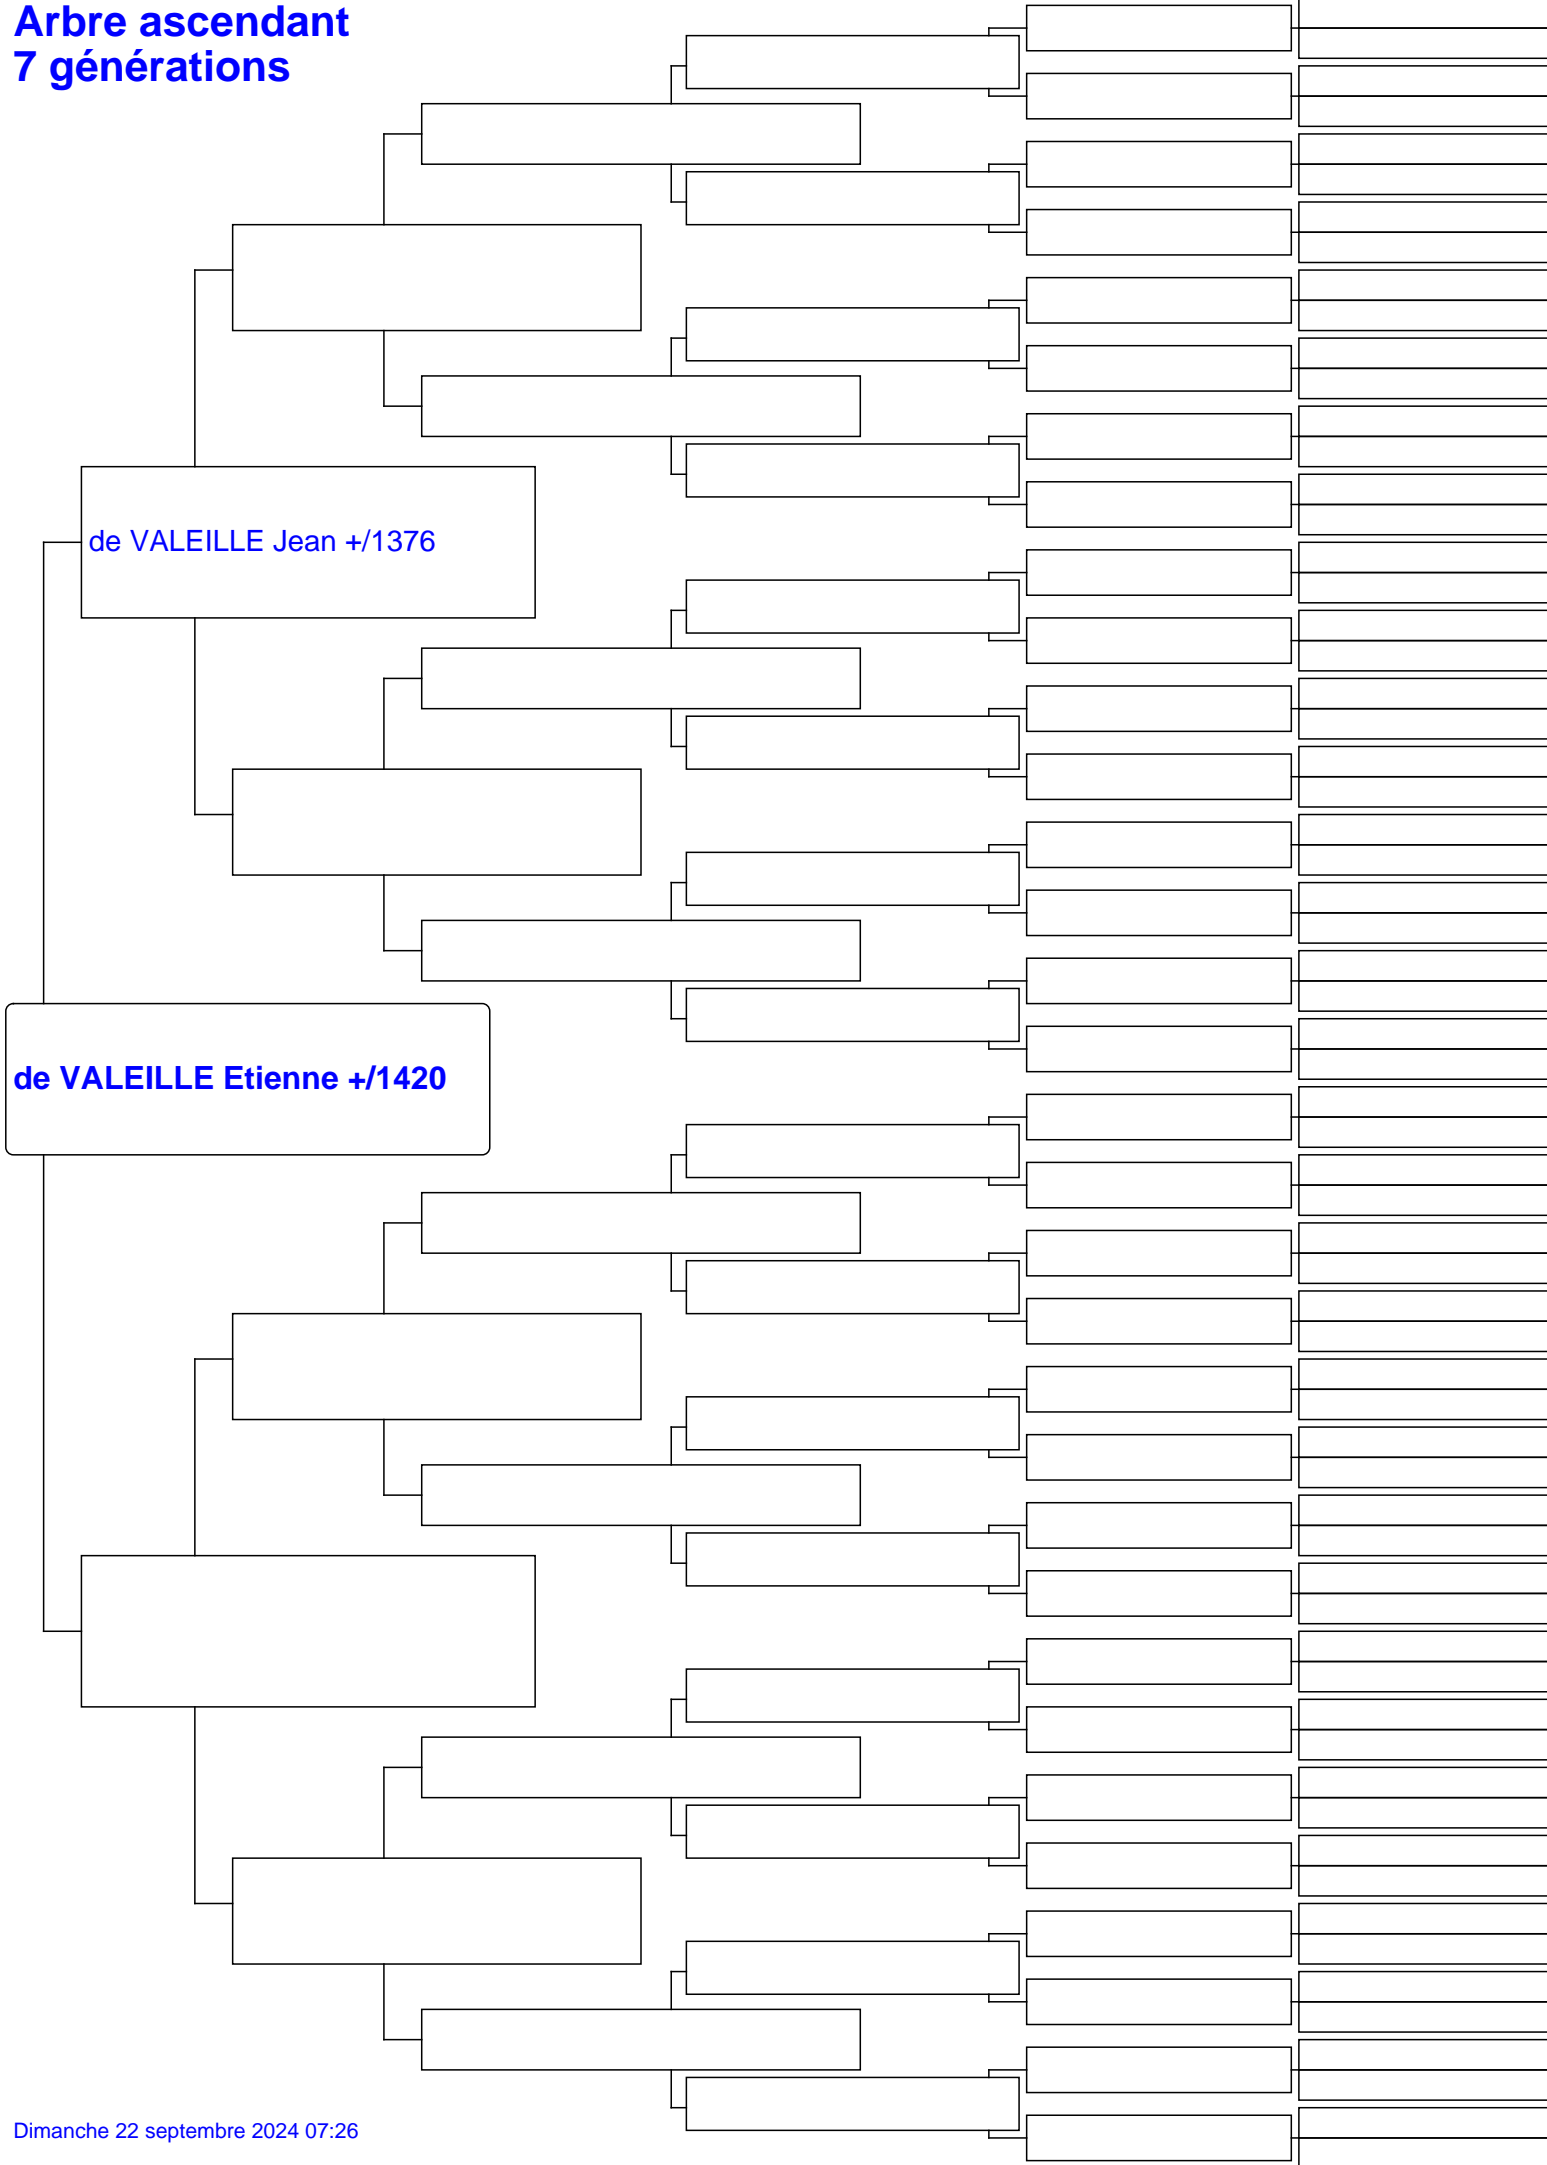 Arbre ascendant
7 générations
de VALEILLE Jean +/1376
de VALEILLE Etienne +/1420
Dimanche 22 septembre 2024 07:26